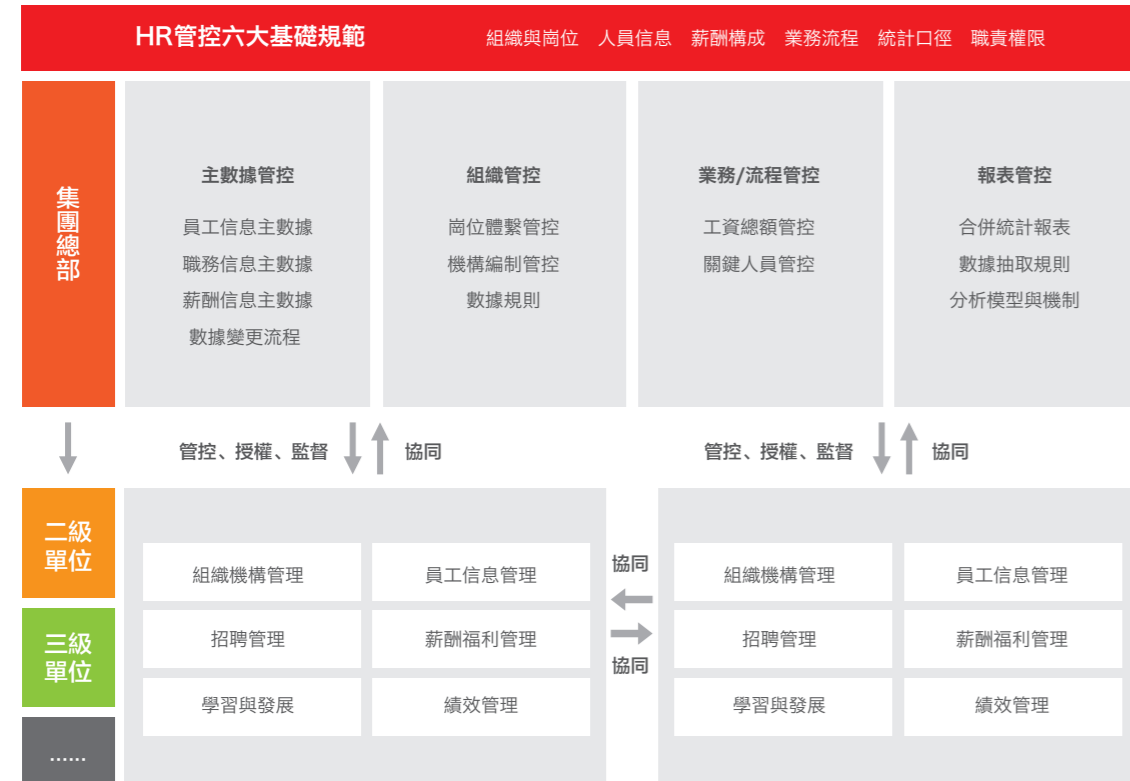 HR管控六大基礎規範
組織與崗位 人員信息 薪酬構成 業務流程 統計口徑 職責權限
集團總部
主數據管控
員工信息主數據
職務信息主數據
薪酬信息主數據
數據變更流程
組織管控
崗位體繫管控
機構編制管控
數據規則
業務/流程管控
工資總額管控
關鍵人員管控
報表管控
合併統計報表
數據抽取規則
分析模型與機制
管控、授權、監督
協同
管控、授權、監督
協同
二級
單位
三級
單位
......
組織機構管理
員工信息管理
招聘管理
薪酬福利管理
學習與發展
績效管理
協同
協同
組織機構管理
員工信息管理
招聘管理
薪酬福利管理
學習與發展
績效管理